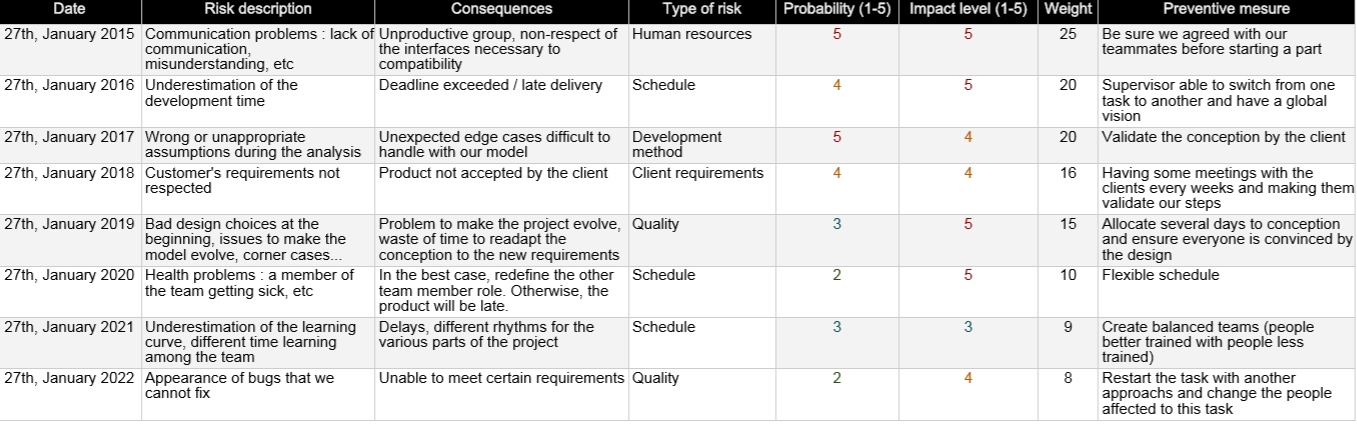 Date Risk description Consequences Type of risk Probability (1-5) Impact level (1-5) Weight Preventive mesure
27th, January 2015 Communication problems : lack of Unproductive group, non-respect of Human resources 5 5 25 Be sure we agreed with our
communication, the interfaces necessary to teammates before starting a part
misunderstanding, etc compatibility
27th, January 2016 Underestimation of the Deadline exceeded / late delivery Schedule 4 5 20 Supervisor able to switch from one
development time task to another and have a global
vision
27th, January 2017 Wrong or unappropriate Unexpected edge cases difficult to Development 5 4 20 Validate the conception by the client
assumptions during the analysis handle with our model method
27th, January 2018 Customer's requirements not Product not accepted by the client Client requirements 4 4 16 Having some meetings with the
respected clients every weeks and making them
validate our steps
27th, January 2019 Bad design choices at the Problem to make the project evolve, Quality 3 5 15 Allocate several days to conception
beginning, issues to make the waste of time to readapt the and ensure everyone is convinced by
model evolve, corner cases... conception to the new requirements the design
27th, January 2020 Health problems : a member of In the best case, redefine the other Schedule 2 5 10 Flexible schedule
the team getting sick, etc team member role. Otherwise, the
product will be late.
27th, January 2021 Underestimation of the learning Delays, different rhythms for the Schedule 3 3 9 Create balanced teams (people
curve, different time learning various parts of the project better trained with people less
among the team trained)
27th, January 2022 Appearance of bugs that we Unable to meet certain requirements Quality 2 4 8 Restart the task with another
cannot fix approachs and change the people
affected to this task